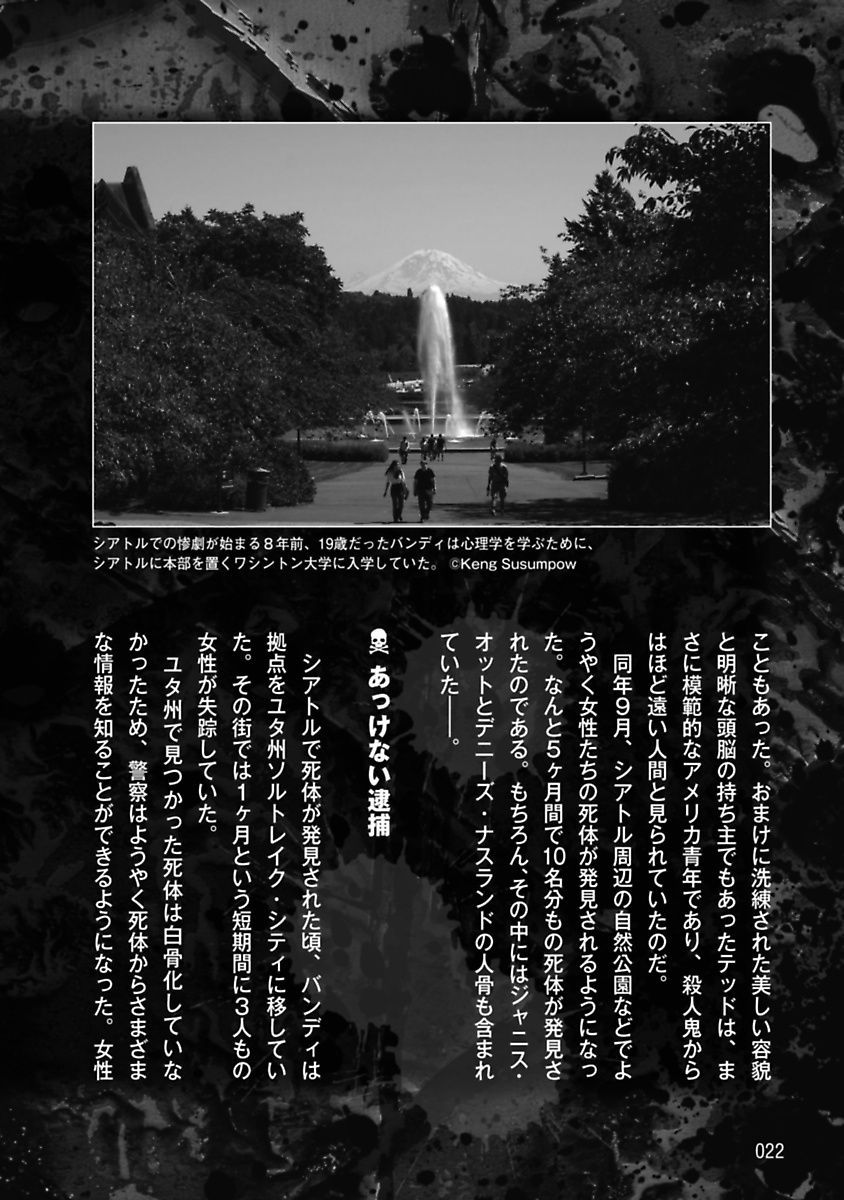 シアトルでの惨劇が始まる8年前、19歳だったバンディは心理学を学ぶために、
シアトルに本部を置くワシントン大学に入学していた。 ©Keng Susumpow
こともあった。おまけに洗練された美しい容貌
と明晰な頭脳の持ち主でもあったテッドは、ま
さに模範的なアメリカ青年であり、殺人鬼から
はほど遠い人間と見られていたのだ。
同年9月、シアトル周辺の自然公園などでよ
うやく女性たちの死体が発見されるようになっ
た。なんと5ヶ月間で10名分もの死体が発見さ
れたのである。もちろん、その中にはジャニス・
オットとデニーズ・ナスランドの人骨も含まれ
ていた――。
あっけない逮捕
シアトルで死体が発見された頃、バンディは
拠点をユタ州ソルトレイク・シティに移してい
た。その街では1ヶ月という短期間に3人もの
女性が失踪していた。
ユタ州で見つかった死体は白骨化していな
かったため、警察はようやく死体からさまざま
な情報を知ることができるようになった。女性
022